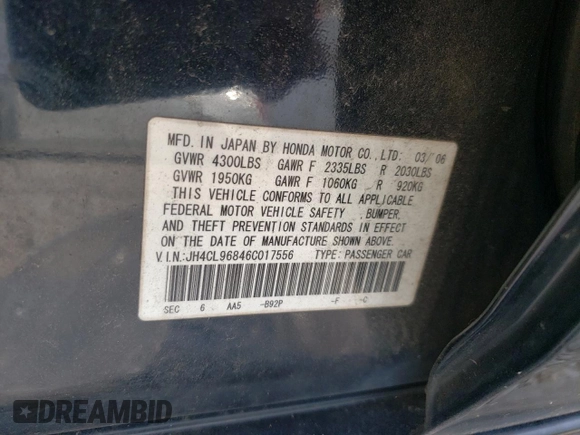 MFD. IN JAPAN BY HONDA MOTOR CO., LTD: 03/ 06
GVWR 4300LBS GAWR F 2335LBS R 2030LBS
GVWR 1950KG GAWR F 1060KG R 920KG
THIS VEHICLE CONFORMS TO ALL APPLICABLE
FEDERAL MOTOR VEHICLE SAFETY ,BUMPER,
AND THEFT PREVENTION STANDARDS IN EFFECT
ON THE DATE OF MANUFACTURE SHOWN ABOVE.
V.I.N.:JH4CL96846C017556 TYPE: PASSENGER CAR
SEC 6 AA5 -B92P -F -C
DREAMBID